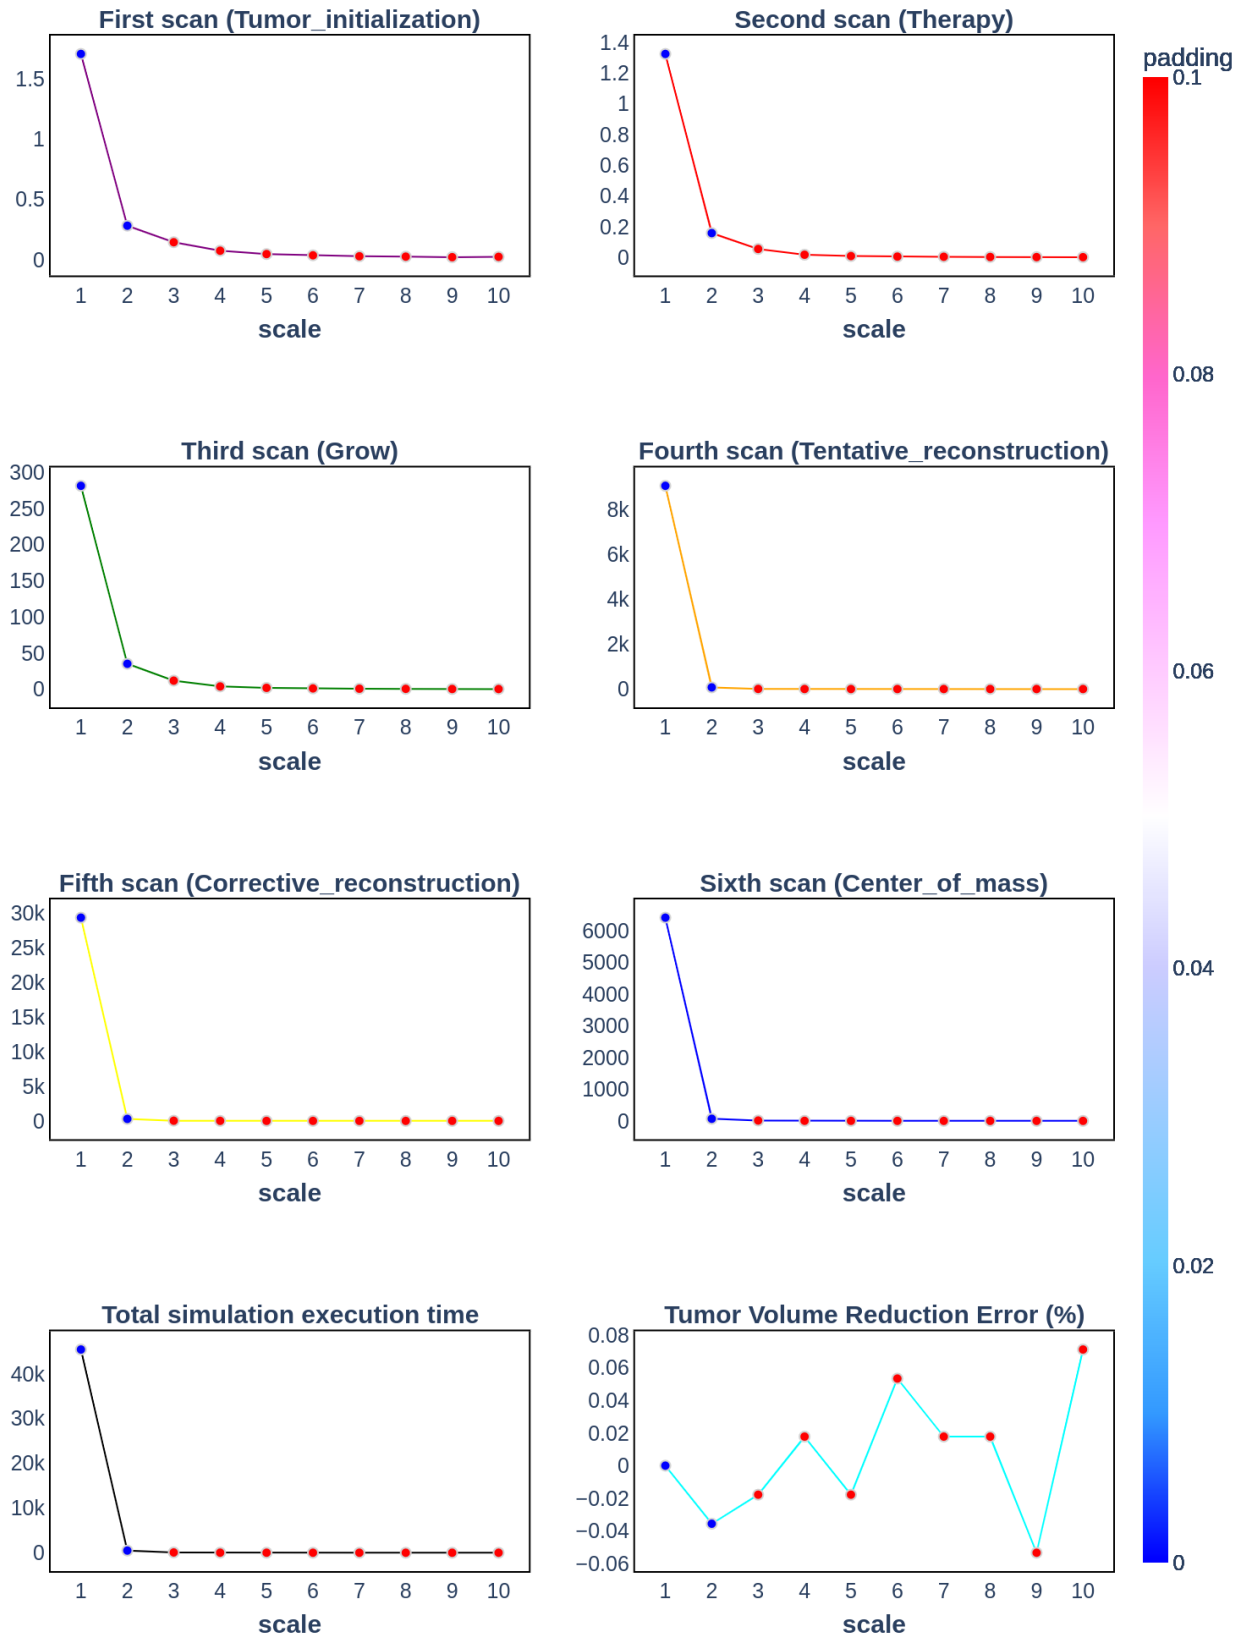 First scan (Tumor_initialization)
1.5
1
0.5
0
1 2 3 4 5 6 7 8 9 10
scale
Second scan (Therapy)
1.4
1.2
1
0.8
0.6
0.4
0.2
0
1 2 3 4 5 6 7 8 9 10
scale
Third scan (Grow)
300
250
200
150
100
50
0
1 2 3 4 5 6 7 8 9 10
scale
Fourth scan (Tentative_reconstruction)
8k
6k
4k
2k
0
1 2 3 4 5 6 7 8 9 10
scale
Fifth scan (Corrective_reconstruction)
30k
25k
20k
15k
10k
5k
0
1 2 3 4 5 6 7 8 9 10
scale
Sixth scan (Center_of_mass)
6000
5000
4000
3000
2000
1000
0
1 2 3 4 5 6 7 8 9 10
scale
Total simulation execution time
40k
30k
20k
10k
0
1 2 3 4 5 6 7 8 9 10
scale
Tumor Volume Reduction Error (%)
0.08
0.06
0.04
0.02
0
−0.02
−0.04
−0.06
1 2 3 4 5 6 7 8 9 10
scale
padding
0.1
0.08
0.06
0.04
0.02
0